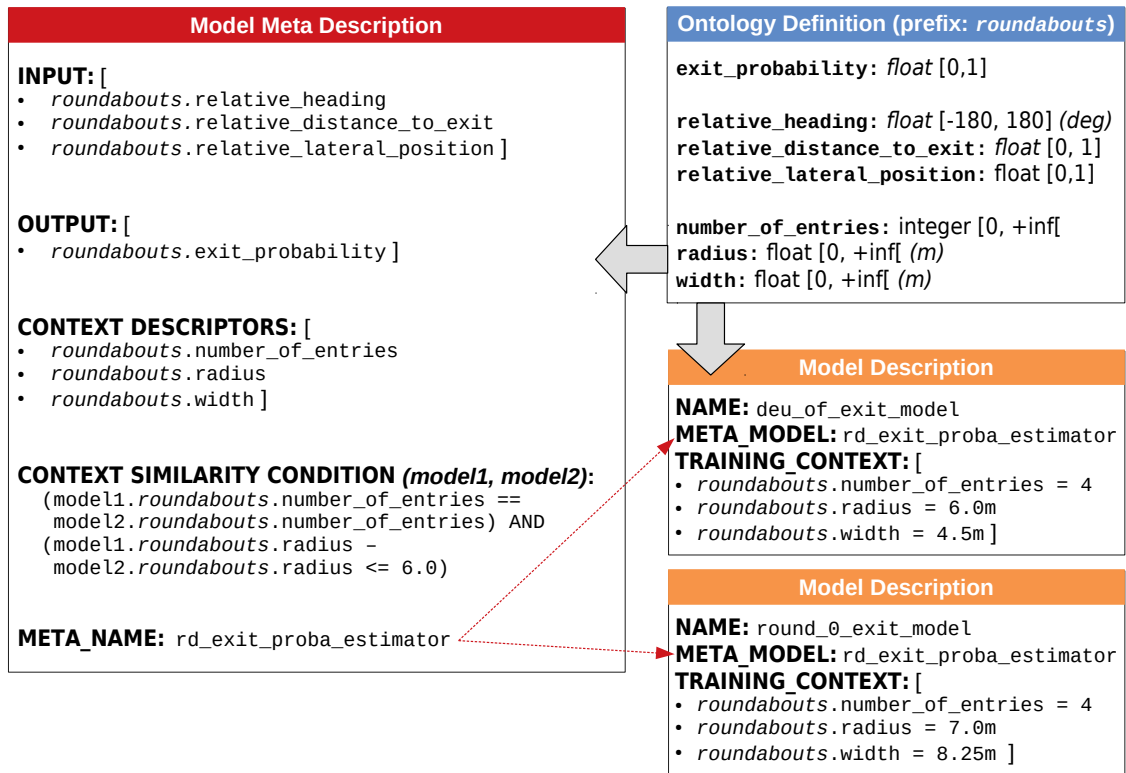 Model Meta Description
INPUT: [
• roundabouts.relative_heading
• roundabouts.relative_distance_to_exit
• roundabouts.relative_lateral_position ]
OUTPUT: [
• roundabouts.exit_probability ]
CONTEXT DESCRIPTORS: [
• roundabouts.number_of_entries
• roundabouts.radius
• roundabouts.width ]
CONTEXT SIMILARITY CONDITION (model1, model2):
(model1.roundabouts.number_of_entries ==
model2.roundabouts.number_of_entries) AND
(model1.roundabouts.radius –
model2.roundabouts.radius <= 6.0)
META_NAME: rd_exit_proba_estimator
Ontology Definition (prefix: roundabouts)
exit_probability: float [0,1]
relative_heading: float [-180, 180] (deg)
relative_distance_to_exit: float [0, 1]
relative_lateral_position: float [0,1]
number_of_entries: integer [0, +inf[
radius: float [0, +inf[ (m)
width: float [0, +inf[ (m)
Model Description
NAME: deu_of_exit_model
META_MODEL: rd_exit_proba_estimator
TRAINING_CONTEXT: [
• roundabouts.number_of_entries = 4
• roundabouts.radius = 6.0m
• roundabouts.width = 4.5m ]
Model Description
NAME: round_0_exit_model
META_MODEL: rd_exit_proba_estimator
TRAINING_CONTEXT: [
• roundabouts.number_of_entries = 4
• roundabouts.radius = 7.0m
• roundabouts.width = 8.25m ]